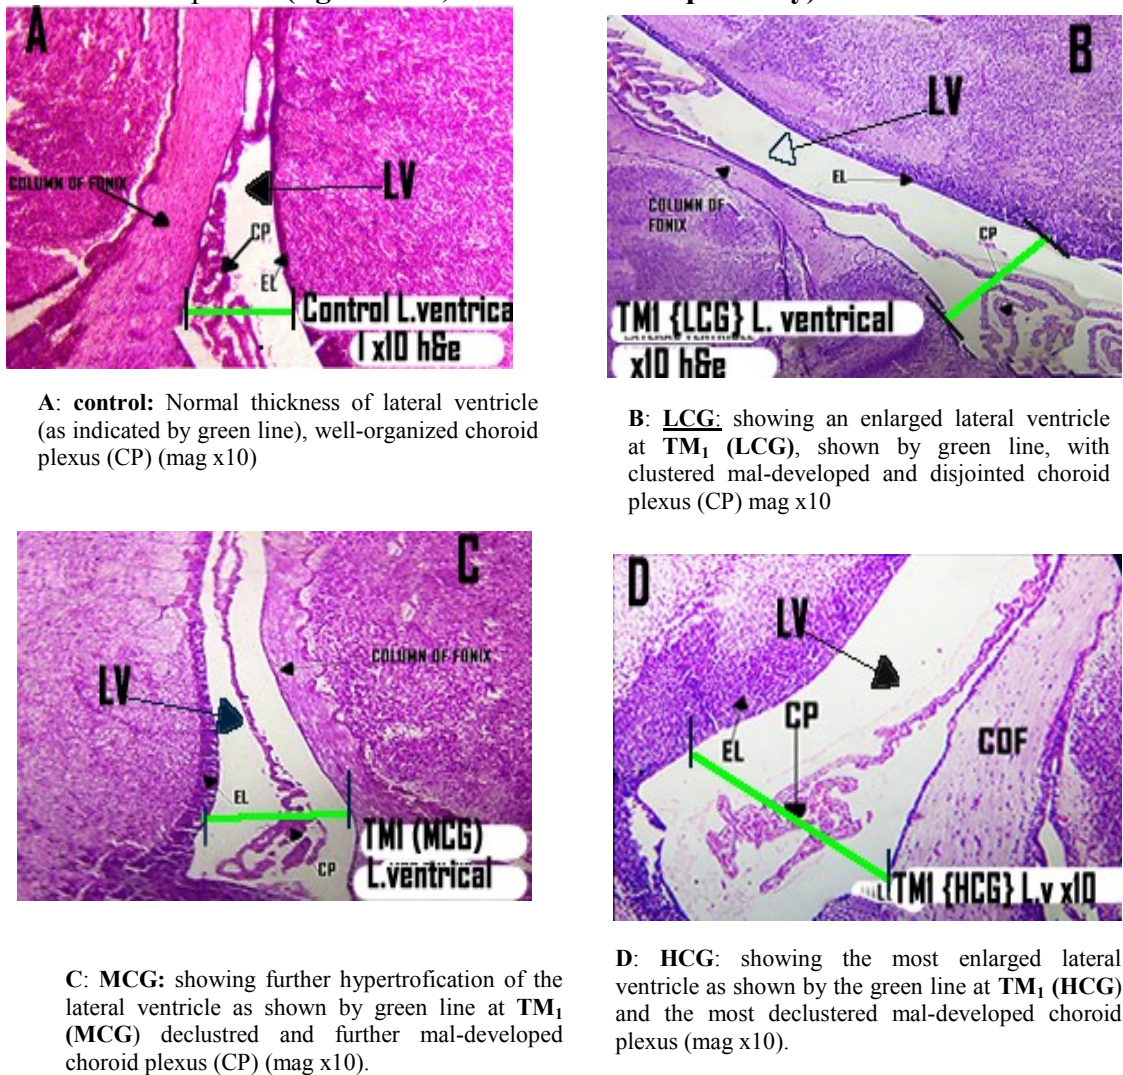 A
COLUMN OF FONIX
LV
CP
EL
Control L.ventrica
l x10 h&e
B
LV
EL
COLUMN OF
FONIX
CP
TM1 {LCG} L. ventrical
x10 h&e
A: control: Normal thickness of lateral ventricle
(as indicated by green line), well-organized choroid
plexus (CP) (mag x10)
B: LCG: showing an enlarged lateral ventricle
at TM1 (LCG), shown by green line, with
clustered mal-developed and disjointed choroid
plexus (CP) mag x10
C
COLUMN OF FONIX
LV
EL
TM1 (MCG)
L.ventrical
CP
D
LV
CP
EL
COF
TM1 {HCG} L.v x10
C: MCG: showing further hypertrofication of the
lateral ventricle as shown by green line at TM1
(MCG) declustred and further mal-developed
choroid plexus (CP) (mag x10).
D: HCG: showing the most enlarged lateral
ventricle as shown by the green line at TM1 (HCG)
and the most declustered mal-developed choroid
plexus (mag x10).